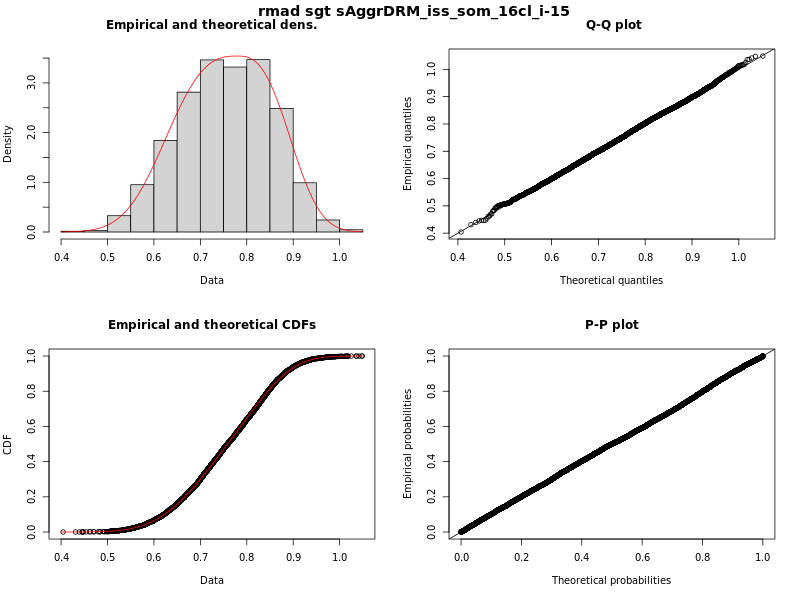 rmad sgt sAggrDRM_iss_som_16cl_i-15
Empirical and theoretical dens.
Density
0.0 1.0 2.0 3.0
0.4 0.5 0.6 0.7 0.8 0.9 1.0
Data
Q-Q plot
Empirical quantiles
0.4 0.5 0.6 0.7 0.8 0.9 1.0
0.4 0.5 0.6 0.7 0.8 0.9 1.0
Theoretical quantiles
Empirical and theoretical CDFs
CDF
0.0 0.2 0.4 0.6 0.8 1.0
0.4 0.5 0.6 0.7 0.8 0.9 1.0
Data
P-P plot
Empirical probabilities
0.0 0.2 0.4 0.6 0.8 1.0
0.0 0.2 0.4 0.6 0.8 1.0
Theoretical probabilities